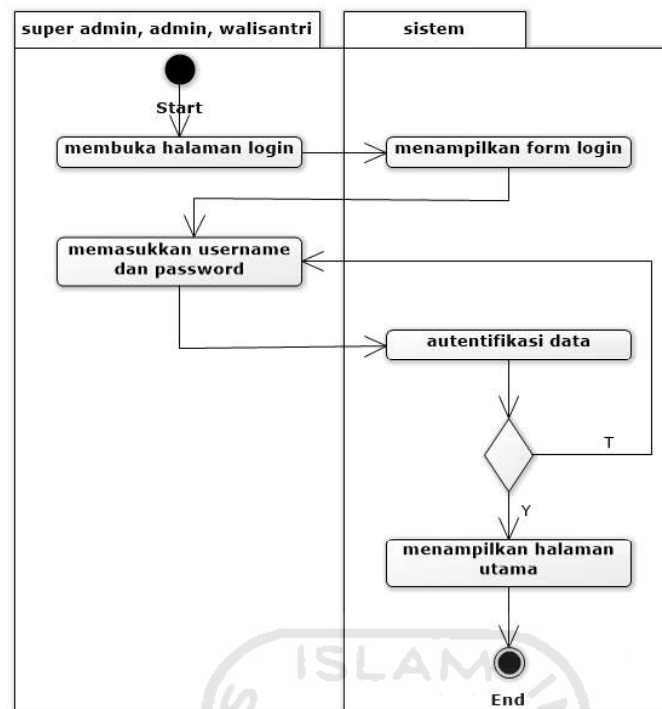 super admin, admin, walisantri
sistem
Start
membuka halaman login
menampilkan form login
memasukkan username
dan password
autentifikasi data
T
Y
menampilkan halaman
utama
End
ISLAM